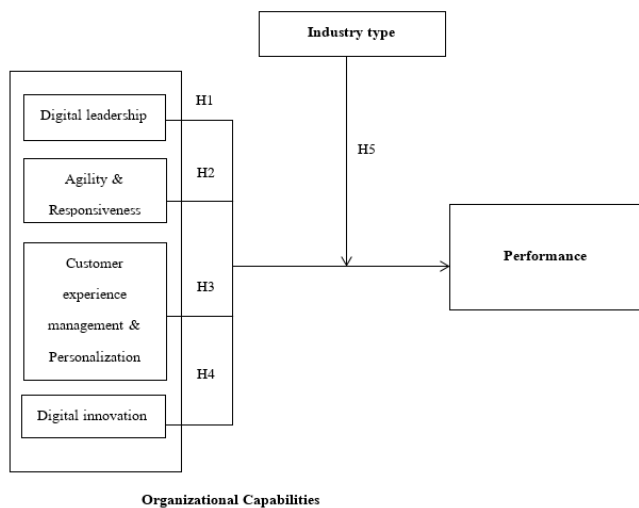 Industry type
H1
Digital leadership
H5
H2
Agility &
Responsiveness
Performance
Customer
experience
management &
Personalization
H3
H4
Digital innovation
Organizational Capabilities